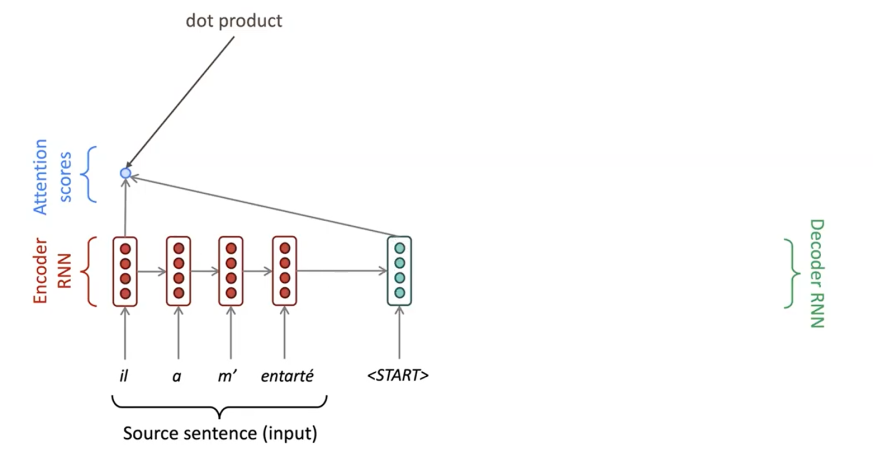 dot product
Attention
scores
Encoder
RNN
Decoder RNN
il a m’ entarté <START>
Source sentence (input)